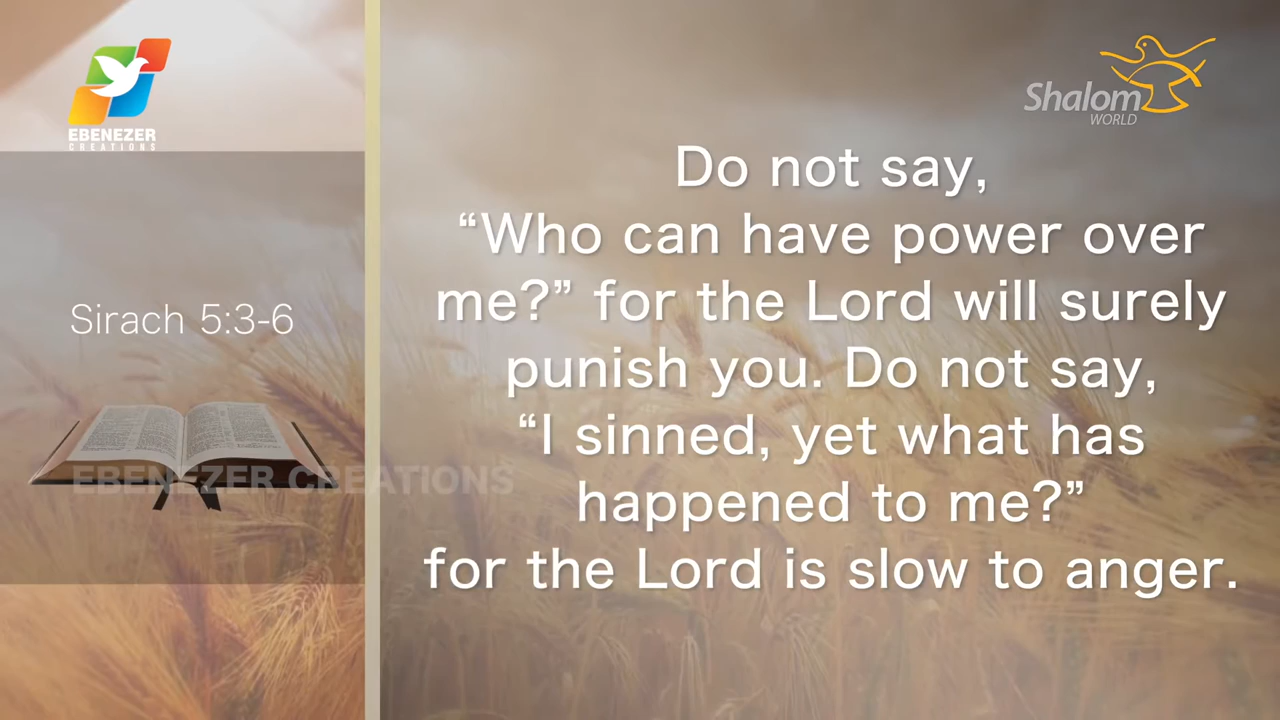 EBENEZER
CREATIONS
Shalom
WORLD
Sirach 5:3-6
EBENEZER CREATIONS
Do not say,
“Who can have power over
me?” for the Lord will surely
punish you. Do not say,
“I sinned, yet what has
happened to me?”
for the Lord is slow to anger.